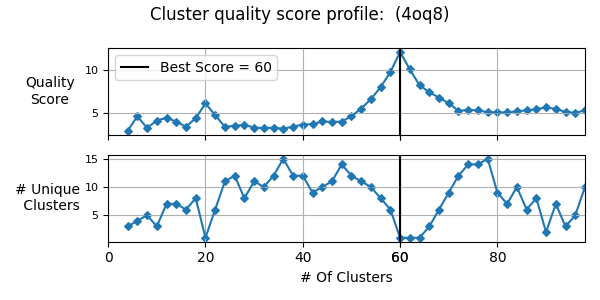 Cluster quality score profile:  (4oq8)
Quality
Score
10
5
Best Score = 60
# Unique
Clusters
15
10
5
0
20
40
60
80
# Of Clusters